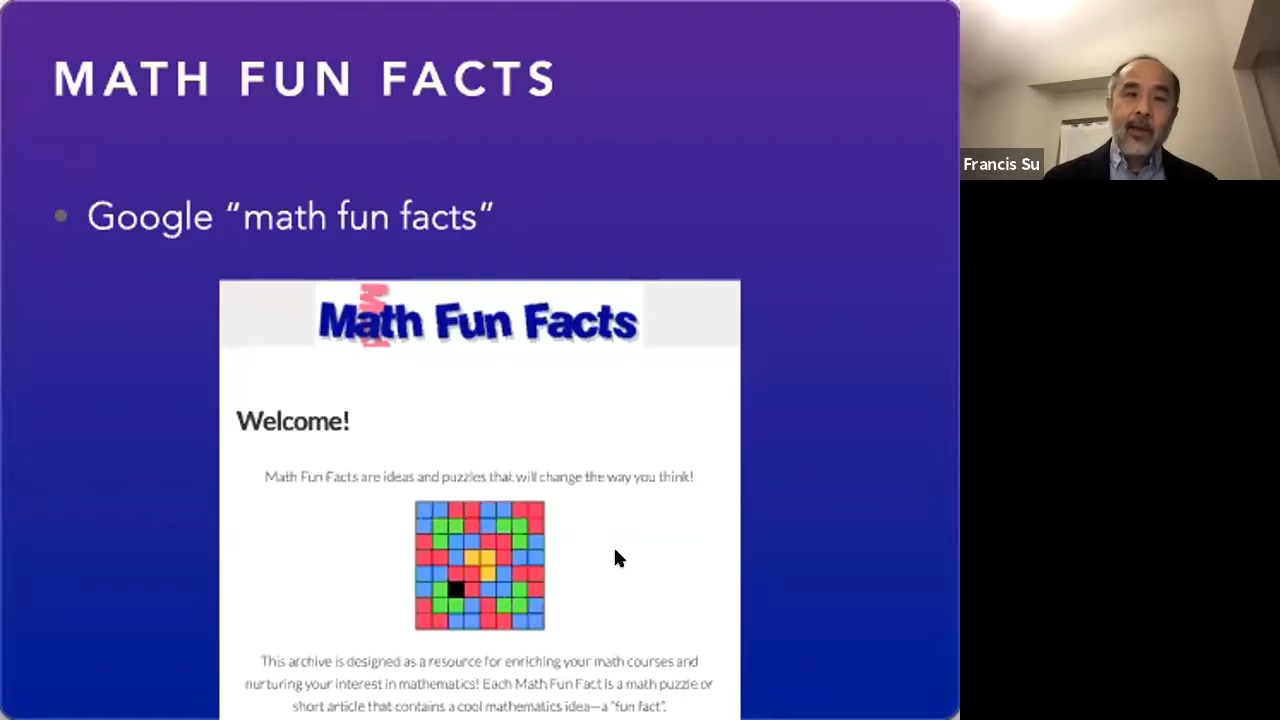 MATH FUN FACTS
Google “math fun facts”
Math Fun Facts
Welcome!
Math Fun Facts are ideas and puzzles that will change the way you think!
This archive is designed as a resource for enriching your math courses and
nurturing your interest in mathematics! Each Math Fun Fact is a math puzzle or
short article that contains a cool mathematics idea—a "fun fact".
Francis Su